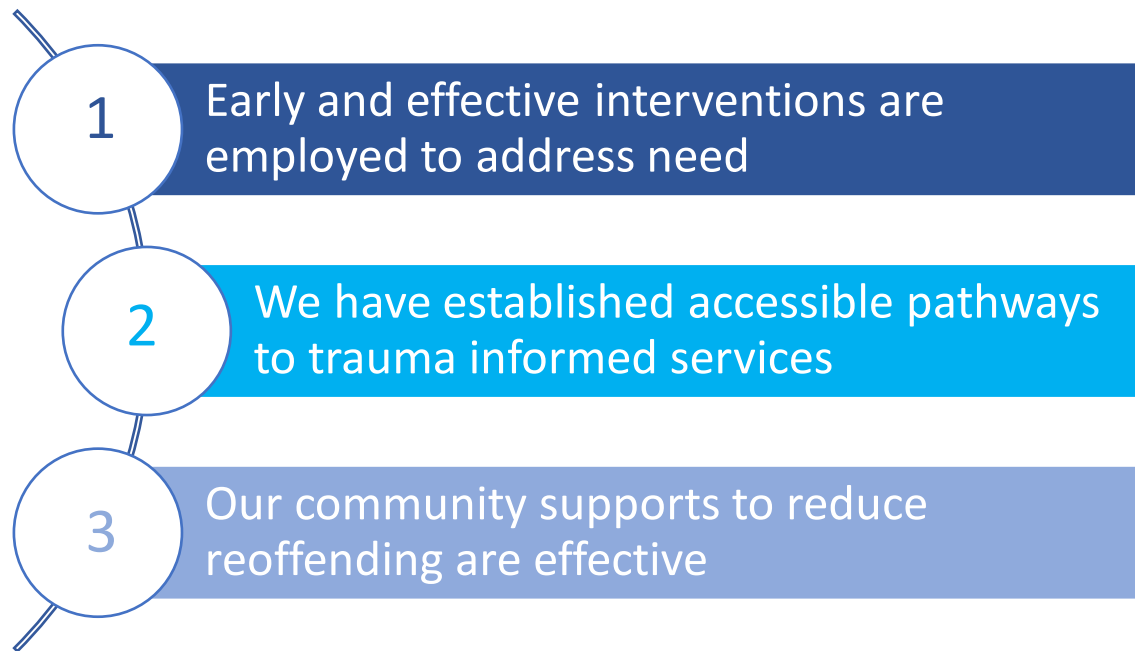 1
Early and effective interventions are
employed to address need
2
We have established accessible pathways
to trauma informed services
3
Our community supports to reduce
reoffending are effective